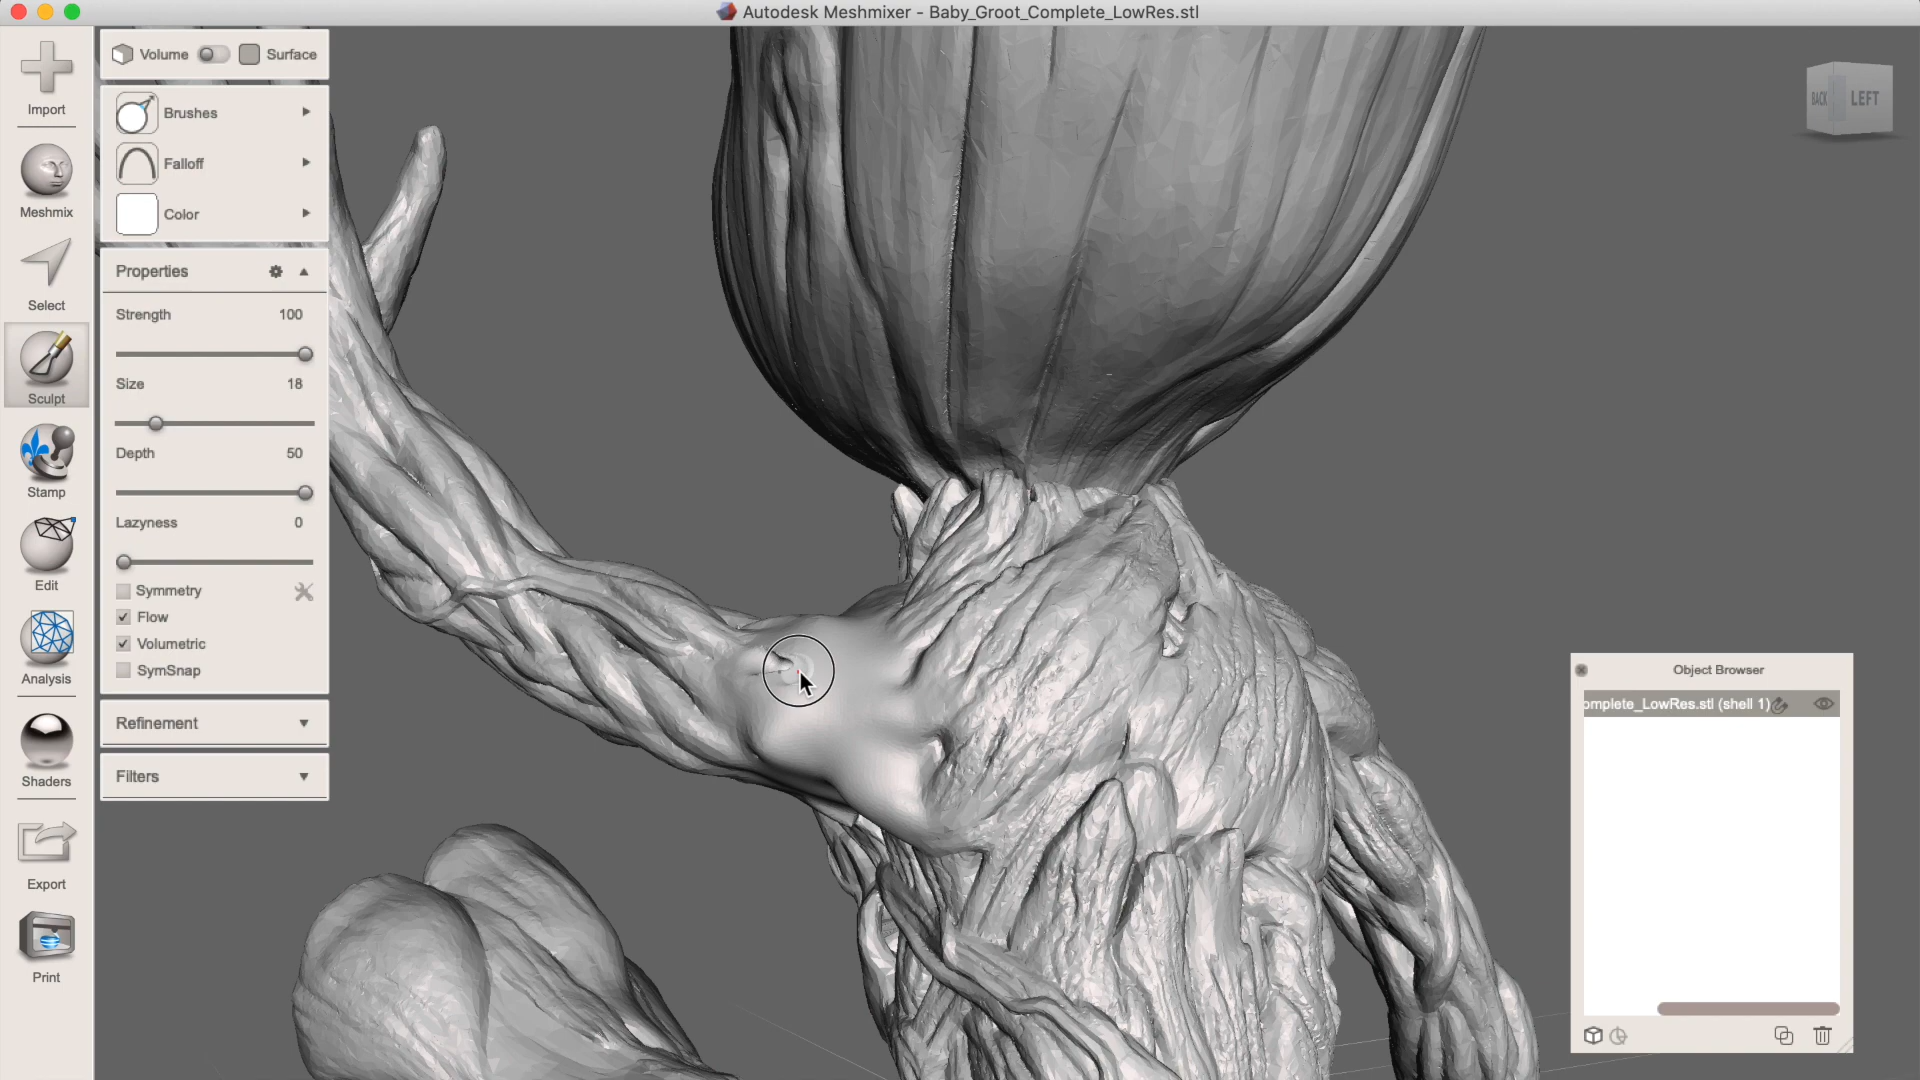 Autodesk Meshmixer - Baby_Groot_Complete_LowRes.stl
Import
Meshmix
Select
Sculpt
Stamp
Edit
Analysis
Shaders
Export
Print
Volume
Surface
Brushes
Falloff
Color
Properties
Strength 100
Size 18
Depth 50
Lazyness 0
Symmetry
Flow
Volumetric
SymSnap
Refinement
Filters
BACK LEFT
Object Browser
omplete_LowRes.stl (shell 1)